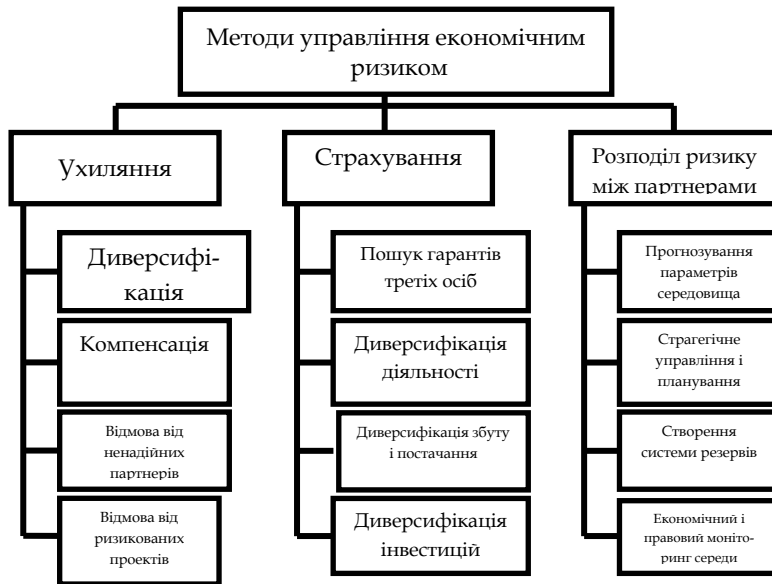 Методи управління економічним
ризиком
Ухиляння
Страхування
Розподіл ризику
між партнерами
Диверсифі-
кація
Компенсація
Відмова від
ненадійних
партнерів
Відмова від
ризикованих
проектів
Пошук гарантів
третіх осіб
Диверсифікація
діяльності
Диверсифікація збуту
і постачання
Диверсифікація
інвестицій
Прогнозування
параметрів
середовища
Страгегічне
управління і
планування
Створення
системи резервів
Економічний і
правовий моніто-
ринг середи